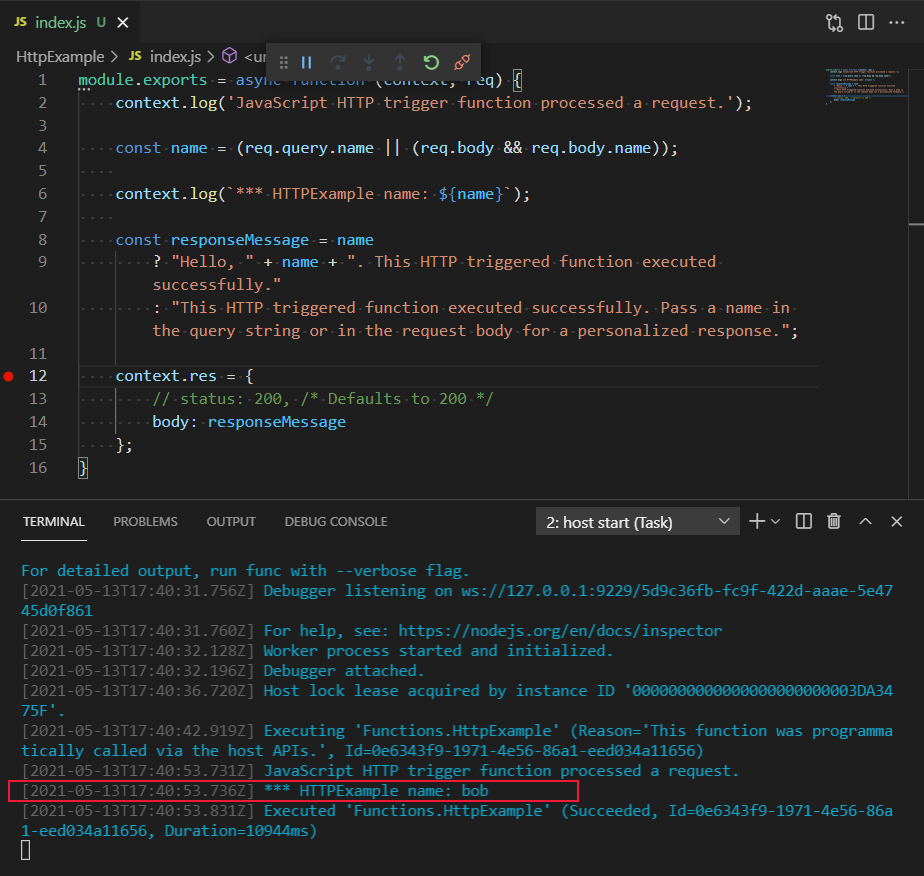 JS index.js U
HttpExample > JS index.js > <ur
1 module.exports = async function (context, req) {
2 context.log('JavaScript HTTP trigger function processed a request.');
3
4 const name = (req.query.name || (req.body && req.body.name));
5
6 context.log(`*** HTTPExample name: ${name}`);
7
8 const responseMessage = name
9 ? "Hello, " + name + ". This HTTP triggered function executed
successfully."
10 : "This HTTP triggered function executed successfully. Pass a name in
the query string or in the request body for a personalized response.";
11
12 context.res = {
13 // status: 200, /* Defaults to 200 */
14 body: responseMessage
15 };
16 }
TERMINAL PROBLEMS OUTPUT DEBUG CONSOLE 2: host start (Task)
For detailed output, run func with --verbose flag.
[2021-05-13T17:40:31.756Z] Debugger listening on ws://127.0.0.1:9229/5d9c36fb-fc9f-422d-aaae-5e47
45d0f861
[2021-05-13T17:40:31.760Z] For help, see: https://nodejs.org/en/docs/inspector
[2021-05-13T17:40:32.128Z] Worker process started and initialized.
[2021-05-13T17:40:32.196Z] Debugger attached.
[2021-05-13T17:40:36.720Z] Host lock lease acquired by instance ID '0000000000000000000000003DA34
75F'.
[2021-05-13T17:40:42.919Z] Executing 'Functions.HttpExample' (Reason='This function was programma
tically called via the host APIs.', Id=0e6343f9-1971-4e56-86a1-eed034a11656)
[2021-05-13T17:40:53.731Z] JavaScript HTTP trigger function processed a request.
[2021-05-13T17:40:53.736Z] *** HTTPExample name: bob
[2021-05-13T17:40:53.831Z] Executed 'Functions.HttpExample' (Succeeded, Id=0e6343f9-1971-4e56-86a
1-eed034a11656, Duration=10944ms)